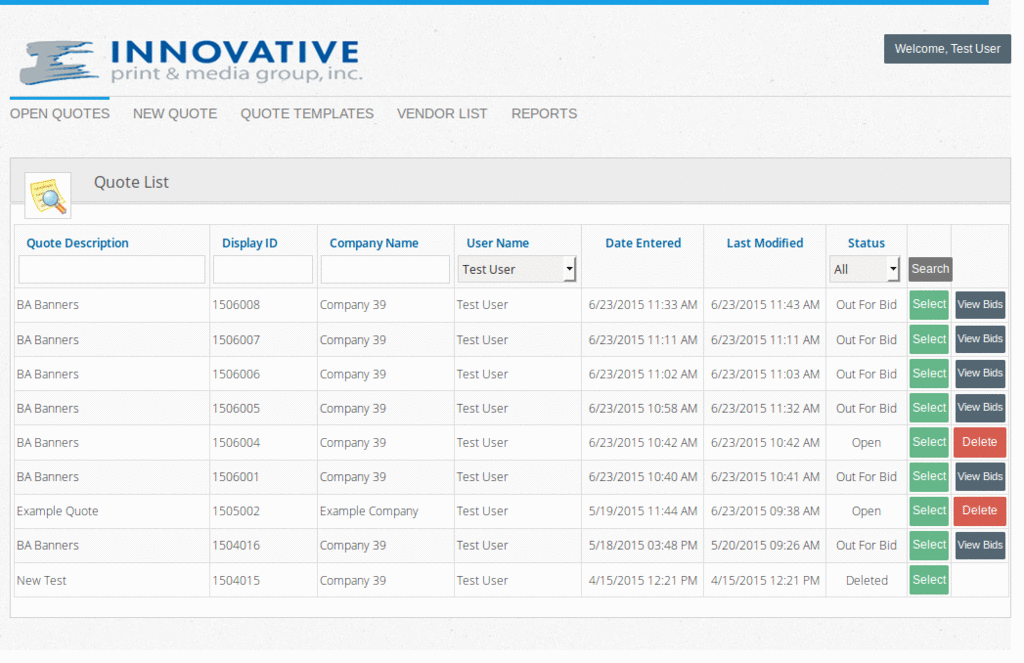 INNOVATIVE
print & media group, inc.
Welcome, Test User
OPEN QUOTES NEW QUOTE QUOTE TEMPLATES VENDOR LIST REPORTS
Quote List
Quote Description Display ID Company Name User Name Date Entered Last Modified Status
Test User All Search
BA Banners 1506008 Company 39 Test User 6/23/2015 11:33 AM 6/23/2015 11:43 AM Out For Bid Select View Bids
BA Banners 1506007 Company 39 Test User 6/23/2015 11:11 AM 6/23/2015 11:11 AM Out For Bid Select View Bids
BA Banners 1506006 Company 39 Test User 6/23/2015 11:02 AM 6/23/2015 11:03 AM Out For Bid Select View Bids
BA Banners 1506005 Company 39 Test User 6/23/2015 10:58 AM 6/23/2015 11:32 AM Out For Bid Select View Bids
BA Banners 1506004 Company 39 Test User 6/23/2015 10:42 AM 6/23/2015 10:42 AM Open Select Delete
BA Banners 1506001 Company 39 Test User 6/23/2015 10:40 AM 6/23/2015 10:41 AM Out For Bid Select View Bids
Example Quote 1505002 Example Company Test User 5/19/2015 11:44 AM 6/23/2015 09:38 AM Open Select Delete
BA Banners 1504016 Company 39 Test User 5/18/2015 03:48 PM 5/20/2015 09:26 AM Out For Bid Select View Bids
New Test 1504015 Company 39 Test User 4/15/2015 12:21 PM 4/15/2015 12:21 PM Deleted Select